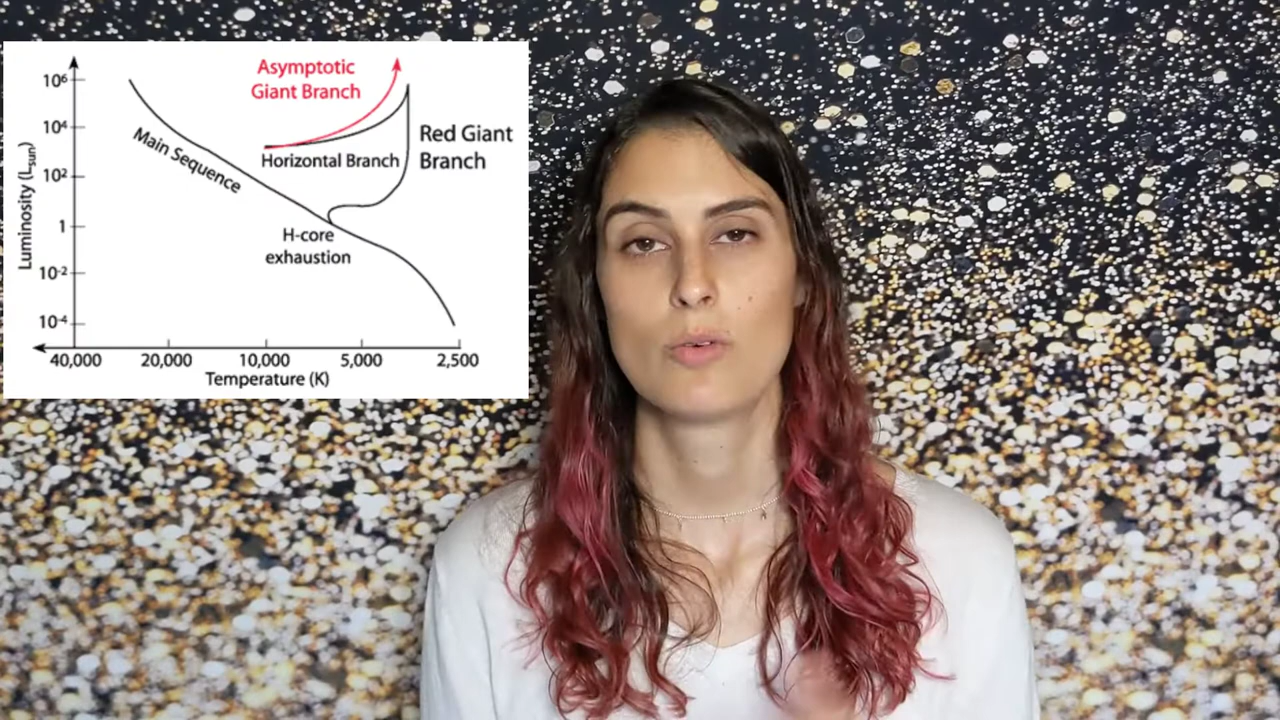 Asymptotic
Giant Branch
Red Giant
Branch
Main Sequence
Horizontal Branch
H-core
exhaustion
Luminosity (Lsun)
10⁶
10⁴
10²
1
10⁻²
10⁻⁴
40,000
20,000
10,000
5,000
2,500
Temperature (K)